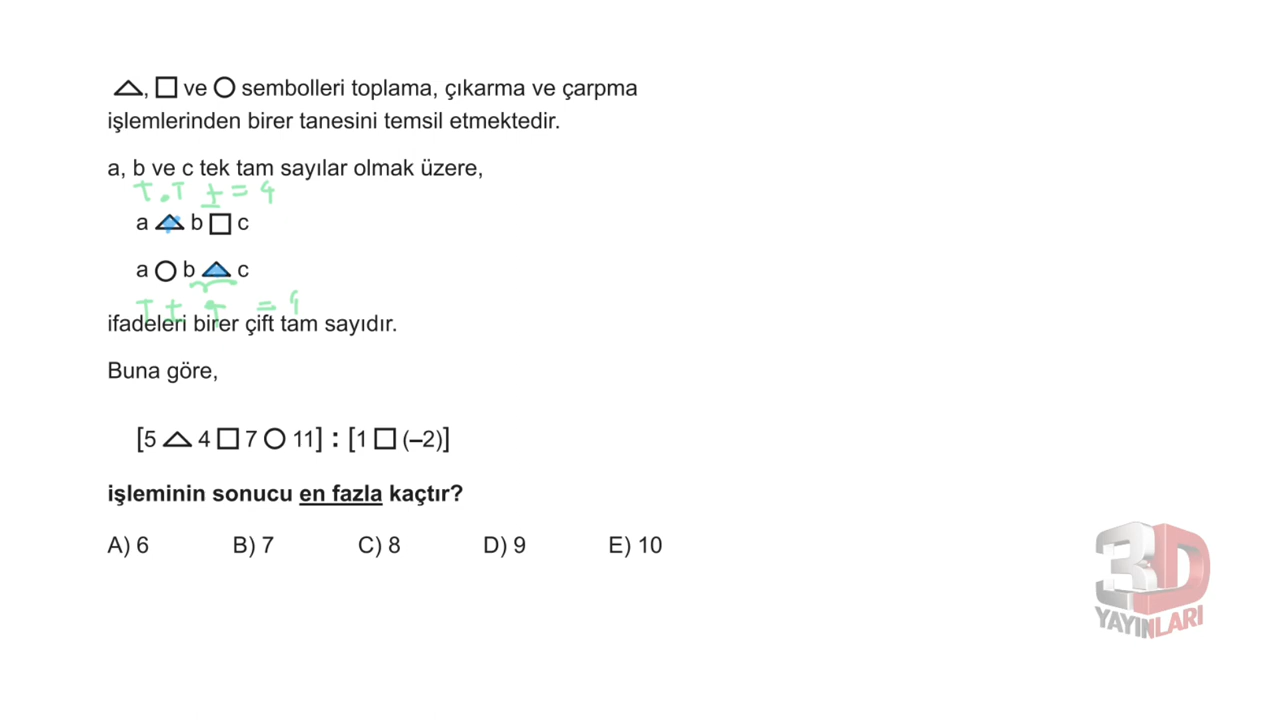 △, □ ve ○ sembolleri toplama, çıkarma ve çarpma
işlemlerinden birer tanesini temsil etmektedir.
a, b ve c tek tam sayılar olmak üzere,
T . T ± = Ç
a △ b □ c
a ○ b △ c
T ± T = Ç
ifadeleri birer çift tam sayıdır.
Buna göre,
[5 △ 4 □ 7 ○ 11] : [1 □ (–2)]
işleminin sonucu en fazla kaçtır?
A) 6 B) 7 C) 8 D) 9 E) 10
3D
YAYINLARI